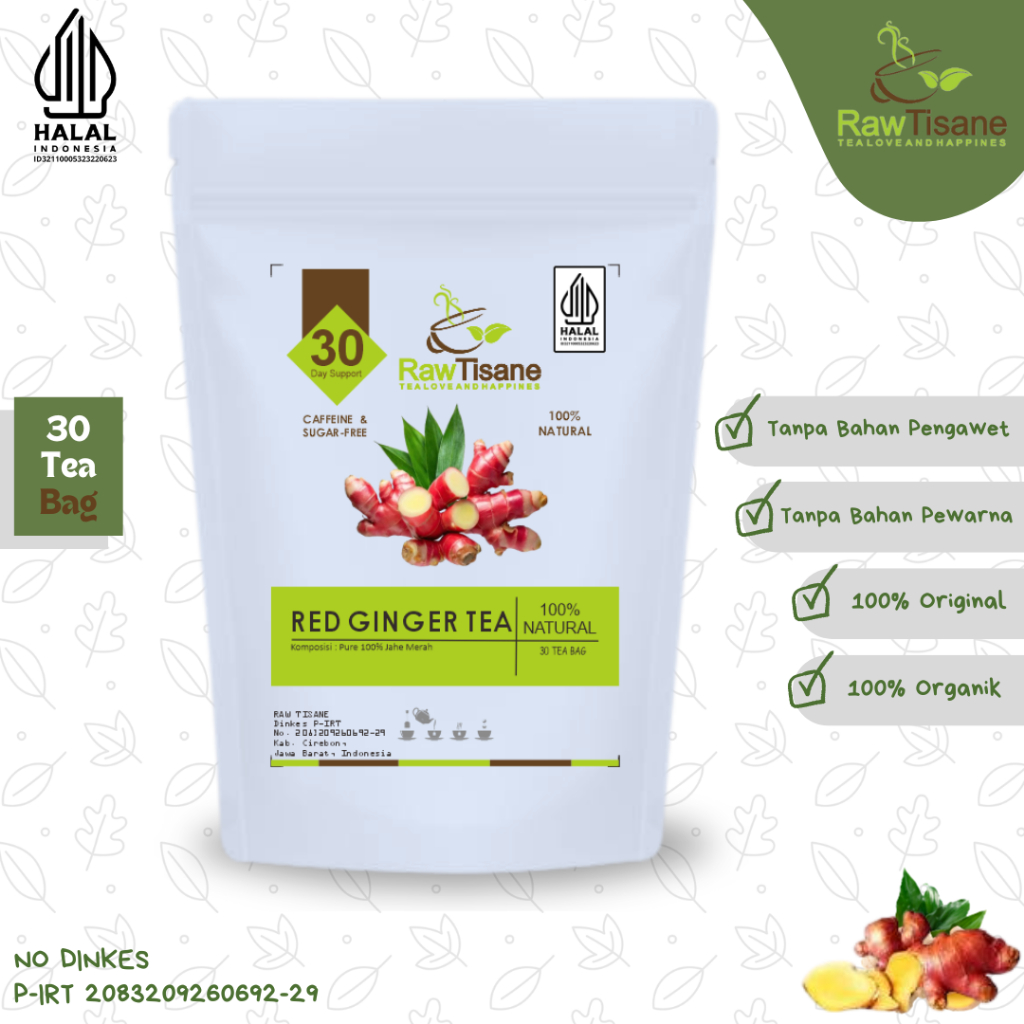 HALAL
INDONESIA
ID32110005323220623
RawTisane
TEALOVEANDHAPPINES
30
Day Support
RawTisane
TEALOVEANDHAPPINES
HALAL
INDONESIA
ID32110005323220623
CAFFEINE &
SUGAR-FREE
100%
NATURAL
30
Tea
Bag
Tanpa Bahan Pengawet
Tanpa Bahan Pewarna
100% Original
100% Organik
RED GINGER TEA
Komposisi : Pure 100% Jahe Merah
100%
NATURAL
30 TEA BAG
RAW TISANE
Dinkes P-IRT
No.
Kab. Cirebon,
Jawa Barat, Indonesia
NO DINKES
P-IRT 2083209260692-29